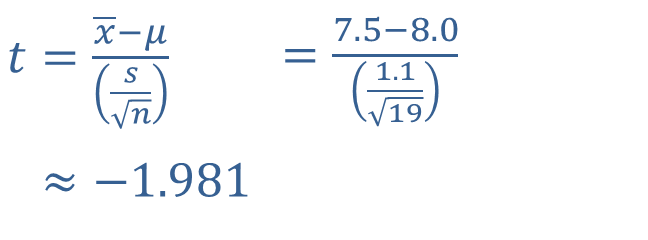 t = (x̅−μ)/(s/√n) = (7.5−8.0)/(1.1/√19)
≈ −1.981